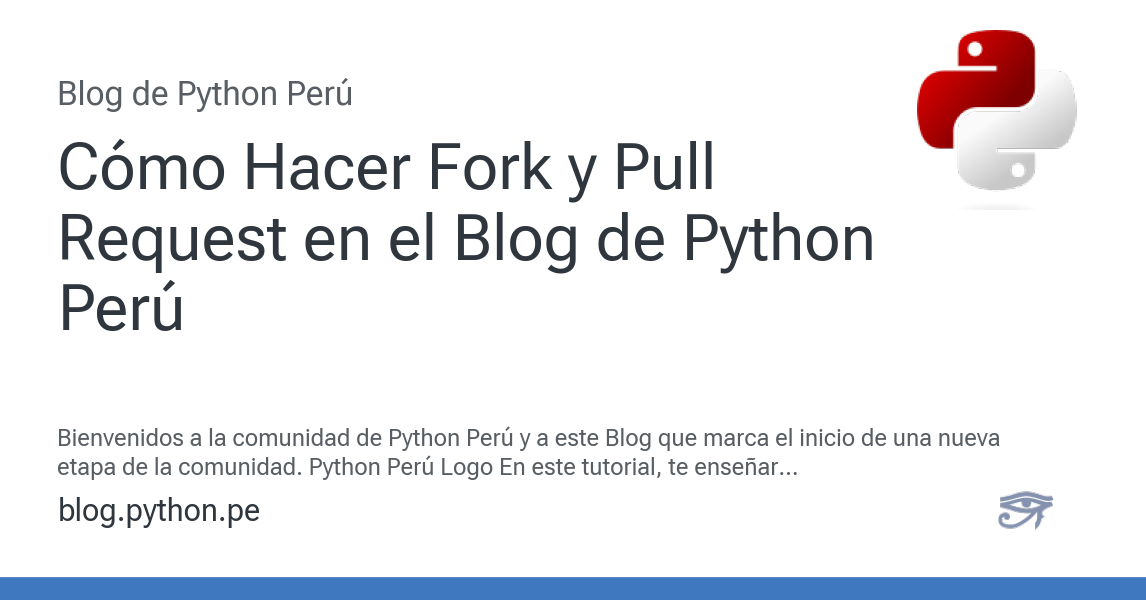 Blog de Python Perú
Cómo Hacer Fork y Pull
Request en el Blog de Python
Perú
Bienvenidos a la comunidad de Python Perú y a este Blog que marca el inicio de una nueva
etapa de la comunidad. Python Perú Logo En este tutorial, te enseñar...
blog.python.pe